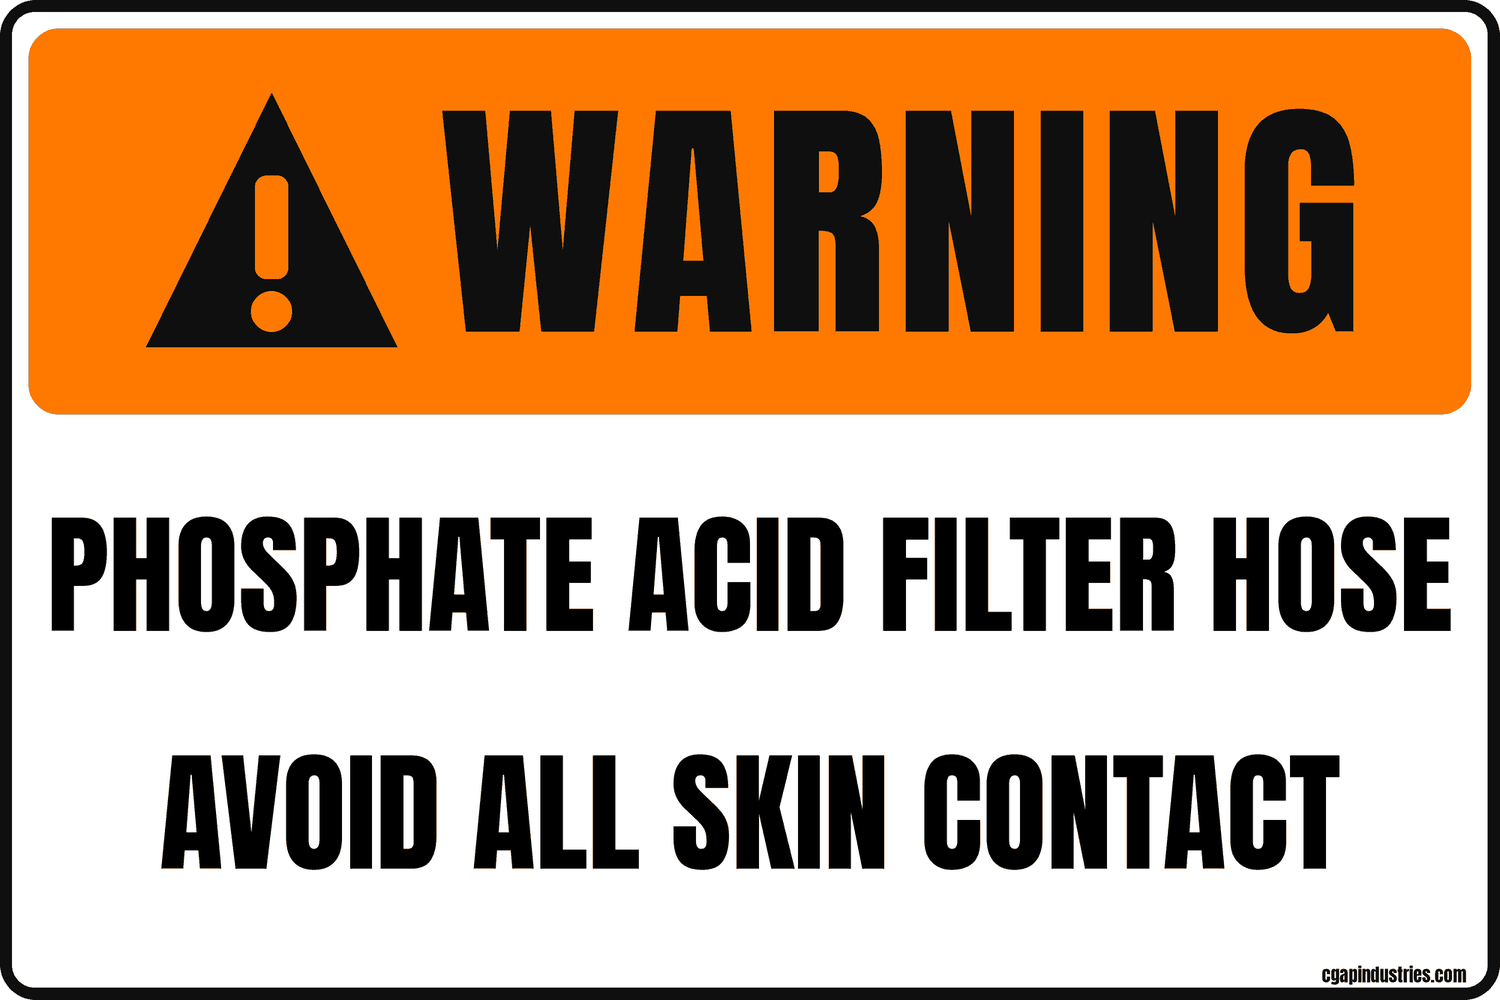 WARNING
PHOSPHATE ACID FILTER HOSE
AVOID ALL SKIN CONTACT
cgapindustries.com